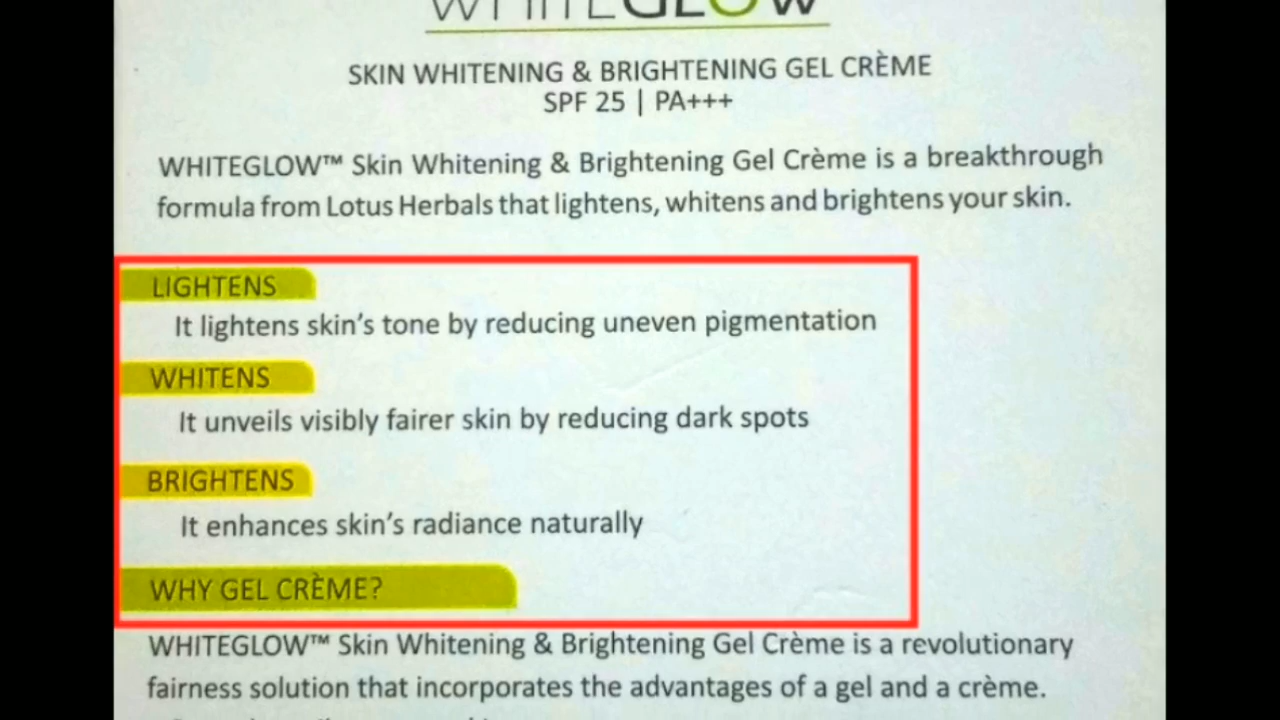 WHITEGLOW
SKIN WHITENING & BRIGHTENING GEL CRÈME
SPF 25 | PA+++
WHITEGLOW™ Skin Whitening & Brightening Gel Crème is a breakthrough
formula from Lotus Herbals that lightens, whitens and brightens your skin.
LIGHTENS
It lightens skin's tone by reducing uneven pigmentation
WHITENS
It unveils visibly fairer skin by reducing dark spots
BRIGHTENS
It enhances skin's radiance naturally
WHY GEL CRÈME?
WHITEGLOW™ Skin Whitening & Brightening Gel Crème is a revolutionary
fairness solution that incorporates the advantages of a gel and a crème.